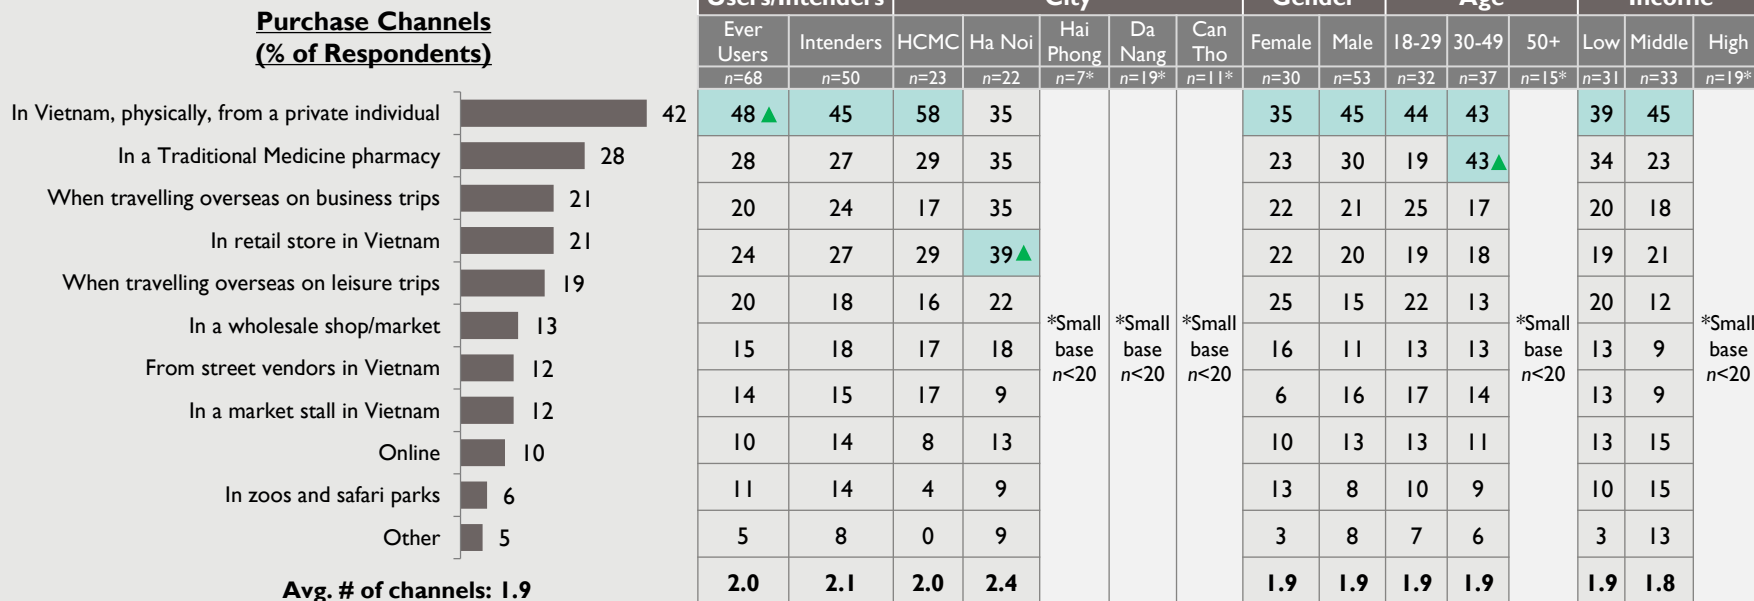 Users/Intenders City Gender Age Income
Purchase Channels
(% of Respondents)
Ever Users Intenders HCMC Ha Noi Hai Phong Da Nang Can Tho Female Male 18-29 30-49 50+ Low Middle High
n=68 n=50 n=23 n=22 n=7* n=19* n=11* n=30 n=53 n=32 n=37 n=15* n=31 n=33 n=19*
In Vietnam, physically, from a private individual 42 48▲ 45 58 35 35 45 44 43 39 45
In a Traditional Medicine pharmacy 28 28 27 29 35 23 30 19 43▲ 34 23
When travelling overseas on business trips 21 20 24 17 35 22 21 25 17 20 18
In retail store in Vietnam 21 24 27 29 39▲ 22 20 19 18 19 21
When travelling overseas on leisure trips 19 20 18 16 22 25 15 22 13 20 12
*Small base n<20 *Small base n<20 *Small base n<20 *Small base n<20 *Small base n<20
In a wholesale shop/market 13 15 18 17 18 16 11 13 13 13 9
From street vendors in Vietnam 12 14 15 17 9 6 16 17 14 13 9
In a market stall in Vietnam 12 10 14 8 13 10 13 13 11 13 15
Online 10 11 14 4 9 13 8 10 9 10 15
In zoos and safari parks 6 5 8 0 9 3 8 7 6 3 13
Other 5
Avg. # of channels: 1.9 2.0 2.1 2.0 2.4 1.9 1.9 1.9 1.9 1.9 1.8